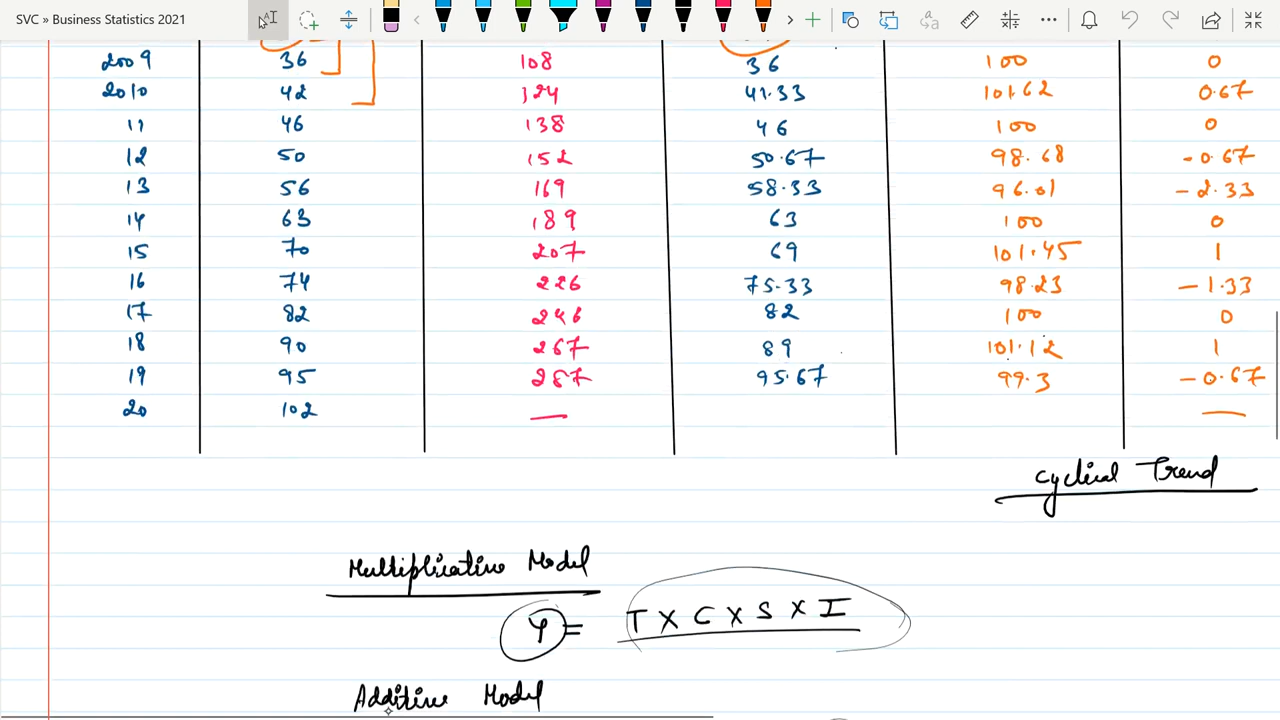 SVC » Business Statistics 2021
2009 36 108 36 100 0
2010 42 124 41.33 101.62 0.67
11 46 138 46 100 0
12 50 152 50.67 98.68 -0.67
13 56 169 58.33 96.01 -2.33
14 63 189 63 100 0
15 70 207 69 101.45 1
16 74 226 75.33 98.23 -1.33
17 82 246 82 100 0
18 90 267 89 101.12 1
19 95 287 95.67 99.3 -0.67
20 102 — —
Cyclical Trend
Multiplicative Model
Y = T X C X S X I
Additive Model